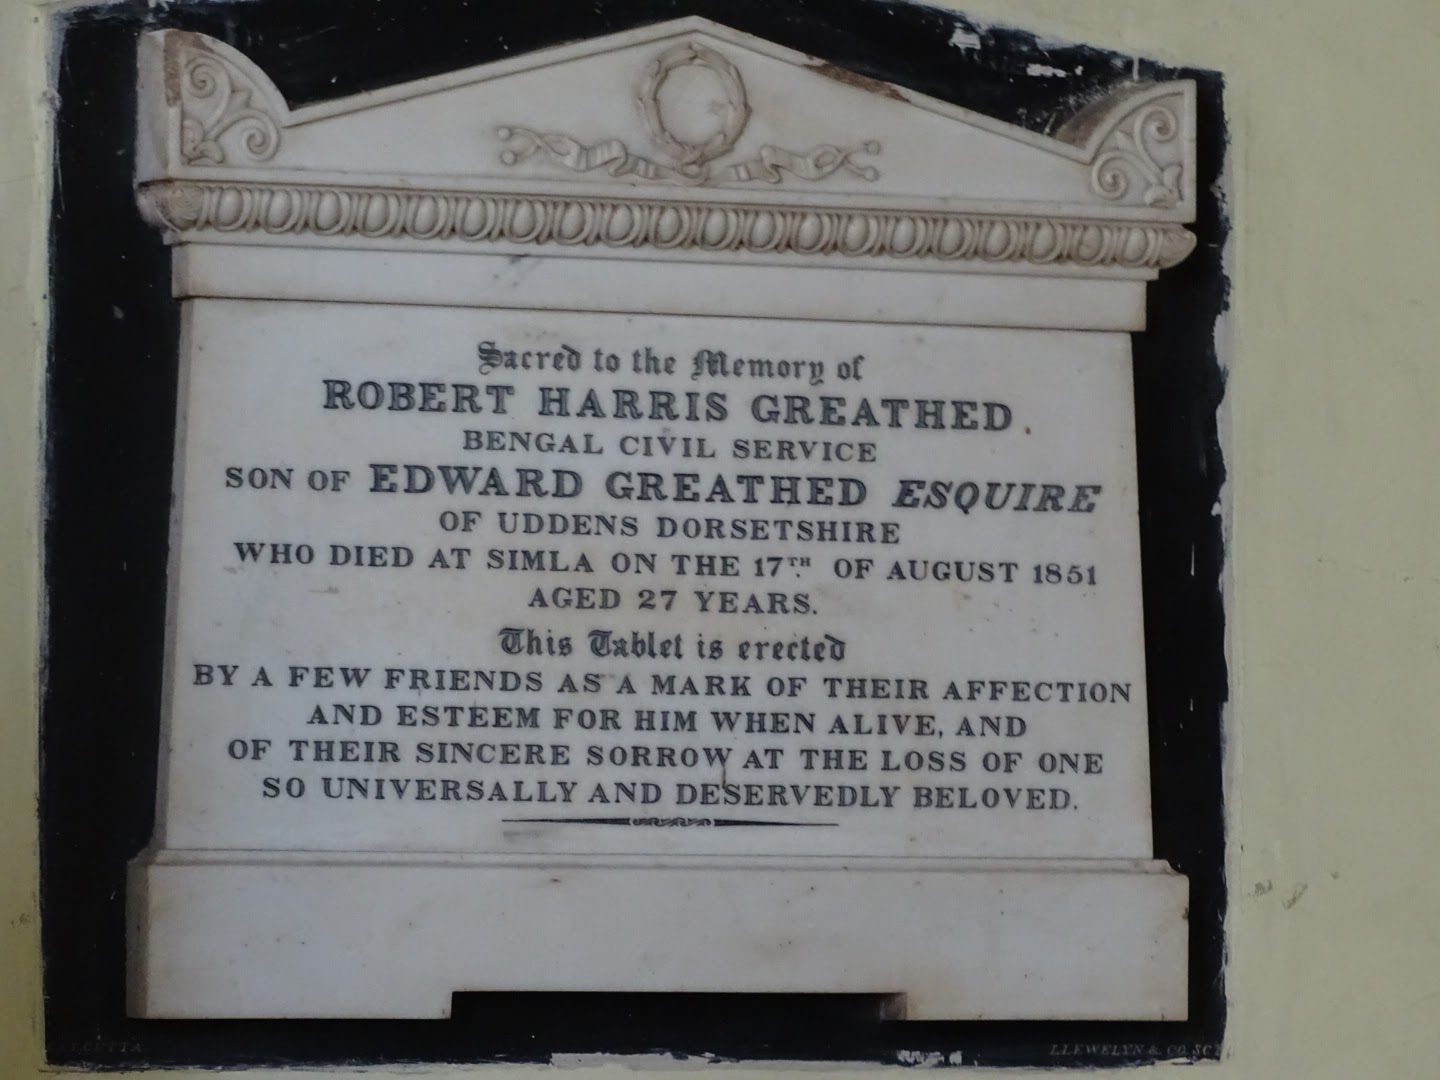 Sacred to the Memory of
ROBERT HARRIS GREATHED.
BENGAL CIVIL SERVICE
SON OF EDWARD GREATHED ESQUIRE
OF UDDENS DORSETSHIRE
WHO DIED AT SIMLA ON THE 17TH OF AUGUST 1851
AGED 27 YEARS.
This Tablet is erected
BY A FEW FRIENDS AS A MARK OF THEIR AFFECTION
AND ESTEEM FOR HIM WHEN ALIVE, AND
OF THEIR SINCERE SORROW AT THE LOSS OF ONE
SO UNIVERSALLY AND DESERVEDLY BELOVED.
LLEWELYN & CO.